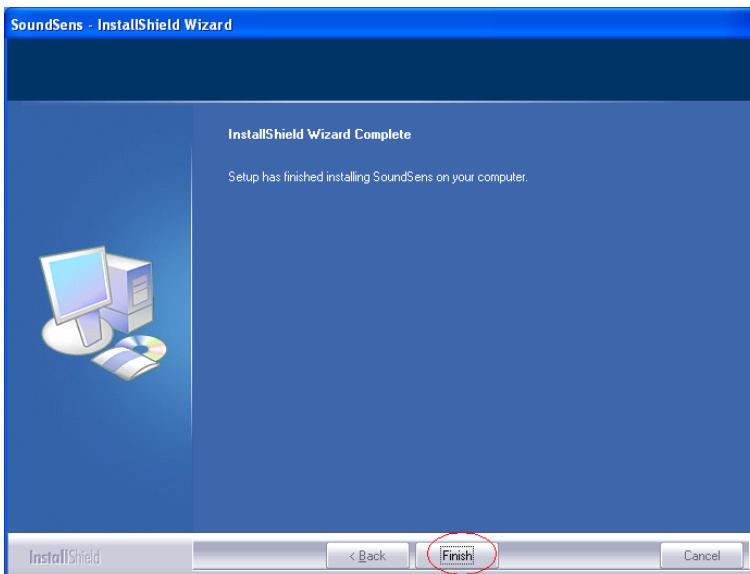 SoundSens - InstallShield Wizard
InstallShield Wizard Complete
Setup has finished installing SoundSens on your computer.
InstallShield
< Back
Finish
Cancel